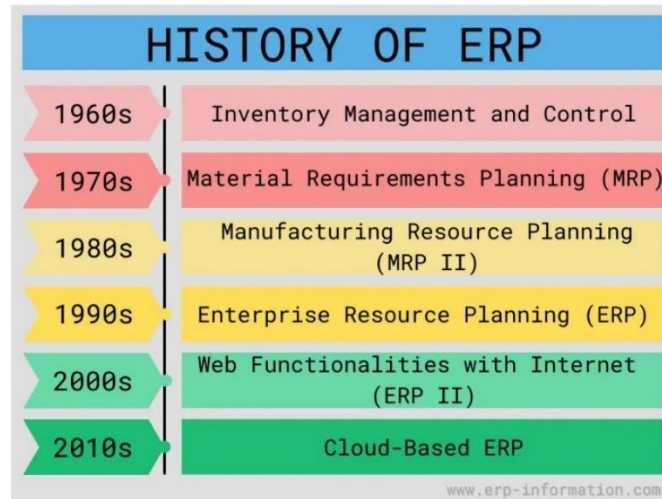 HISTORY OF ERP
1960s
Inventory Management and Control
1970s
Material Requirements Planning (MRP)
1980s
Manufacturing Resource Planning
(MRP II)
1990s
Enterprise Resource Planning (ERP)
2000s
Web Functionalities with Internet
(ERP II)
2010s
Cloud-Based ERP
www.erp-information.com